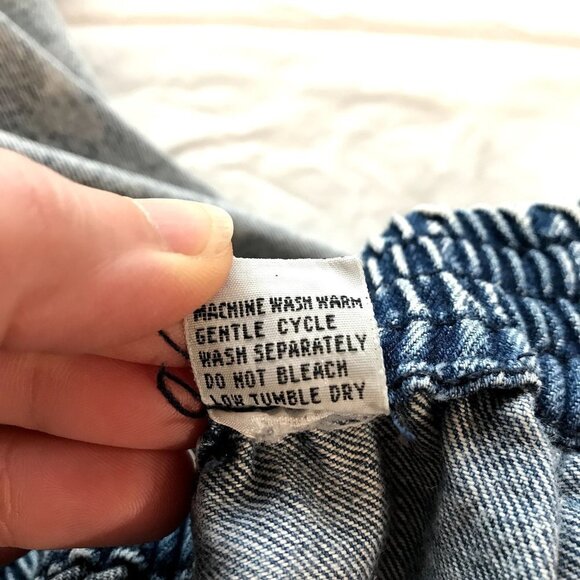 MACHINE WASH WARM
GENTLE CYCLE
WASH SEPARATELY
DO NOT BLEACH
LOW TUMBLE DRY